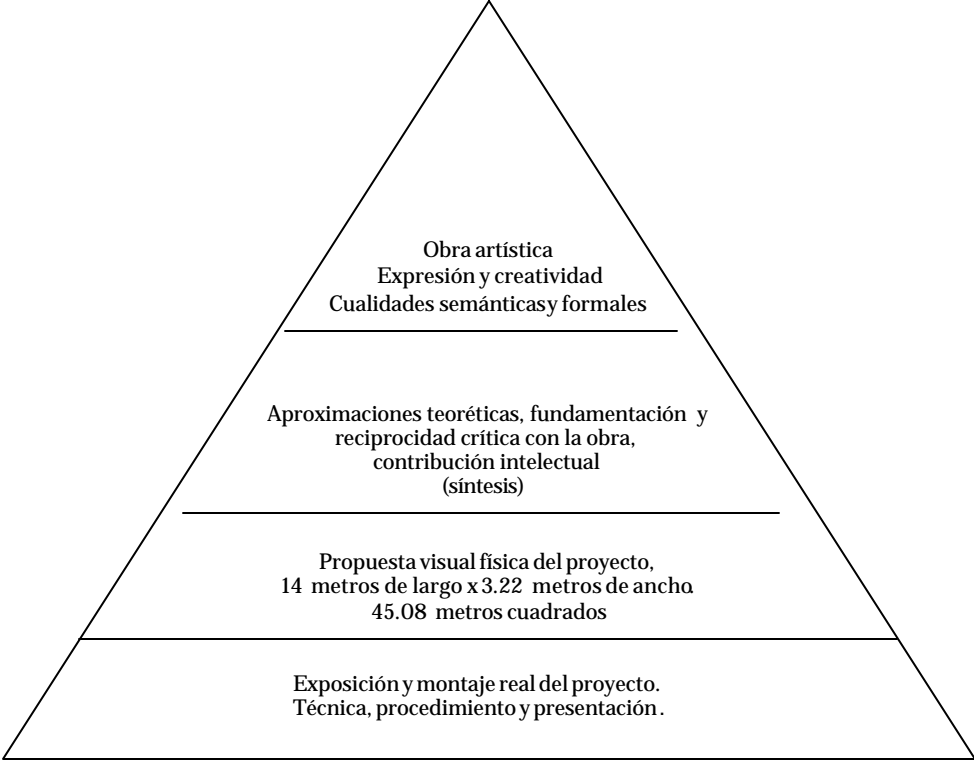 Obra artística
Expresión y creatividad
Cualidades semánticas y formales
Aproximaciones teoréticas, fundamentación y
reciprocidad crítica con la obra,
contribución intelectual
(síntesis)
Propuesta visual física del proyecto,
14 metros de largo x 3.22 metros de ancho.
45.08 metros cuadrados
Exposición y montaje real del proyecto.
Técnica, procedimiento y presentación.